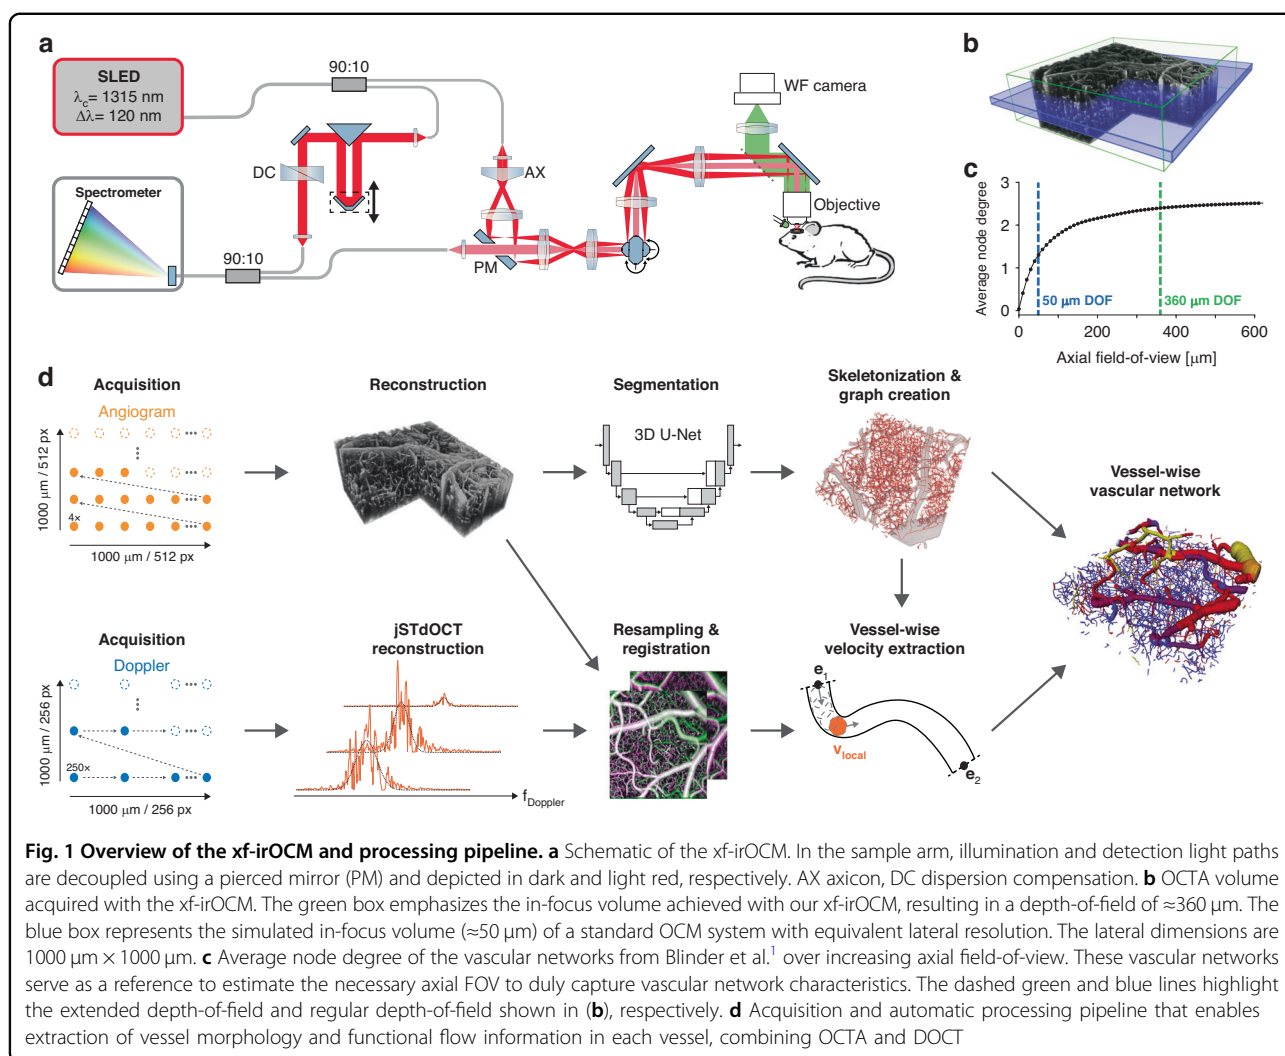 a
SLED
λc= 1315 nm
Δλ= 120 nm
90:10
WF camera
DC
AX
Objective
Spectrometer
90:10
PM
b
c
Average node degree
3
2
1
0
50 µm DOF
360 µm DOF
0
200
400
600
Axial field-of-view [µm]
d
Acquisition
Angiogram
1000 µm / 512 px
4×
1000 µm / 512 px
Reconstruction
Segmentation
3D U-Net
Skeletonization &
graph creation
Vessel-wise
vascular network
Acquisition
Doppler
1000 µm / 256 px
250×
1000 µm / 256 px
jSTdOCT
reconstruction
fDoppler
Resampling &
registration
Vessel-wise
velocity extraction
e1
vlocal
e2
Fig. 1 Overview of the xf-irOCM and processing pipeline. a Schematic of the xf-irOCM. In the sample arm, illumination and detection light paths
are decoupled using a pierced mirror (PM) and depicted in dark and light red, respectively. AX axicon, DC dispersion compensation. b OCTA volume
acquired with the xf-irOCM. The green box emphasizes the in-focus volume achieved with our xf-irOCM, resulting in a depth-of-field of ≈360 µm. The
blue box represents the simulated in-focus volume (≈50 µm) of a standard OCM system with equivalent lateral resolution. The lateral dimensions are
1000 µm × 1000 µm. c Average node degree of the vascular networks from Blinder et al.1 over increasing axial field-of-view. These vascular networks
serve as a reference to estimate the necessary axial FOV to duly capture vascular network characteristics. The dashed green and blue lines highlight
the extended depth-of-field and regular depth-of-field shown in (b), respectively. d Acquisition and automatic processing pipeline that enables
extraction of vessel morphology and functional flow information in each vessel, combining OCTA and DOCT